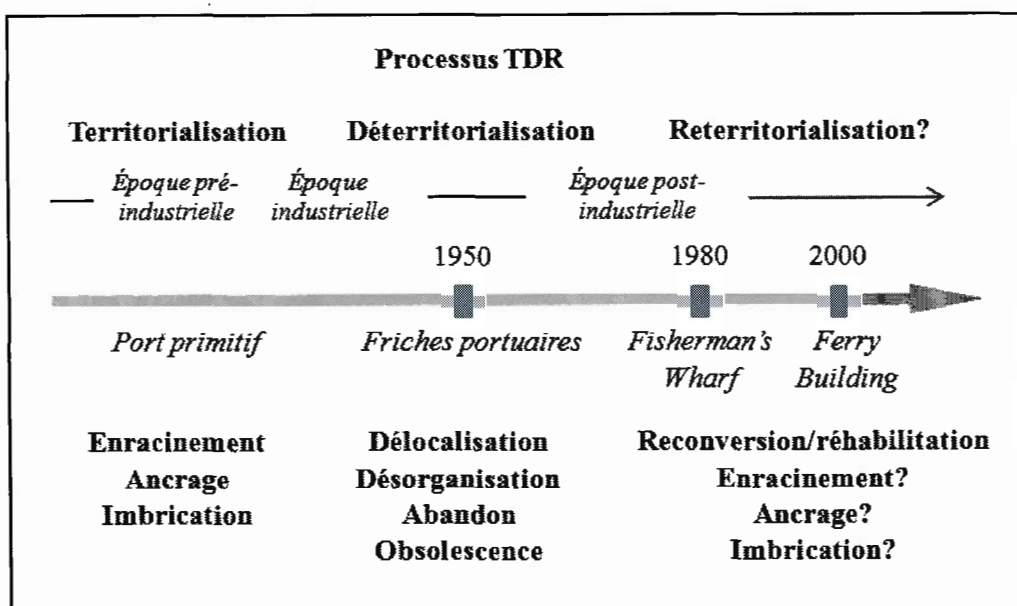 Processus TDR
Territorialisation Déterritorialisation Reterritorialisation?
Époque pré- Époque Époque post-
industrielle industrielle industrielle
1950 1980 2000
Port primitif Friches portuaires Fisherman's Ferry
Wharf Building
Enracinement Délocalisation Reconversion/réhabilitation
Ancrage Désorganisation Enracinement?
Imbrication Abandon Ancrage?
Obsolescence Imbrication?